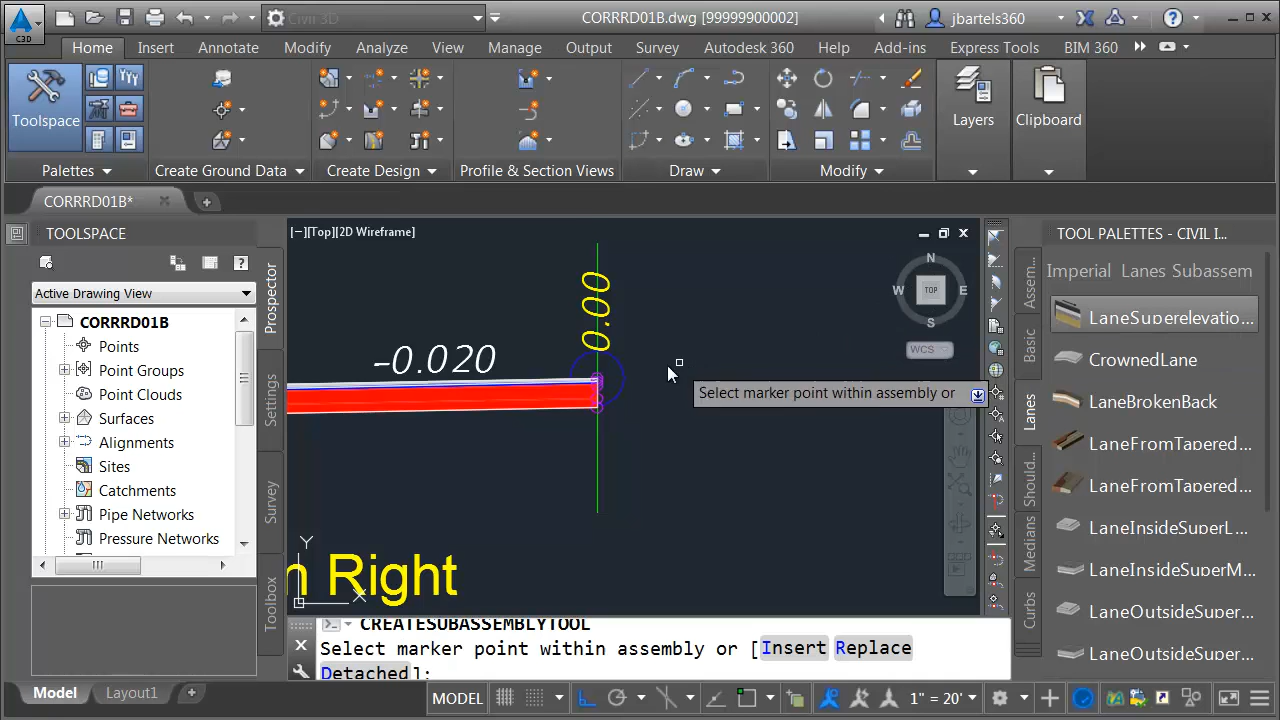 Civil 3D
CORRRD01B.dwg [99999900002]
jbartels360
C3D
Home Insert Annotate Modify Analyze View Manage Output Survey Autodesk 360 Help Add-ins Express Tools BIM 360
Toolspace
Layers
Clipboard
Palettes
Create Ground Data
Create Design
Profile & Section Views
Draw
Modify
CORRRD01B*
TOOLSPACE
Active Drawing View
CORRRD01B
Points
Point Groups
Point Clouds
Surfaces
Alignments
Sites
Catchments
Pipe Networks
Pressure Networks
Prospector
Settings
Survey
Toolbox
[−][Top][2D Wireframe]
N
W
TOP
E
S
WCS
0.00
-0.020
Select marker point within assembly or
Y
X
n Right
CREATESUBASSEMBLYTOOL
Select marker point within assembly or [Insert Replace
Detached]:
TOOL PALETTES - CIVIL I...
Imperial Lanes Subassem
LaneSuperelevatio...
CrownedLane
LaneBrokenBack
LaneFromTapered...
LaneFromTapered...
LaneInsideSuperL...
LaneInsideSuperM...
LaneOutsideSuper...
LaneOutsideSuper...
Assem...
Basic
Lanes
Should...
Medians
Curbs
Model
Layout1
MODEL
1" = 20'